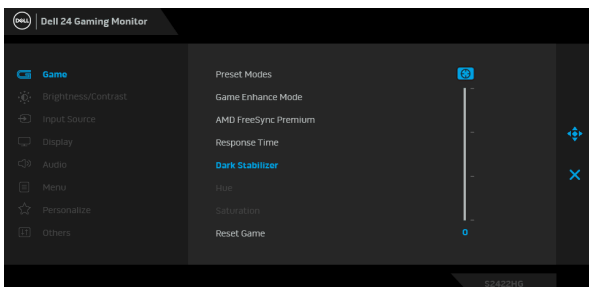 DELL
Dell 24 Gaming Monitor
Game
Brightness/Contrast
Input Source
Display
Audio
Menu
Personalize
Others
Preset Modes
Game Enhance Mode
AMD FreeSync Premium
Response Time
Dark Stabilizer
Hue
Saturation
Reset Game
0
S2422HG